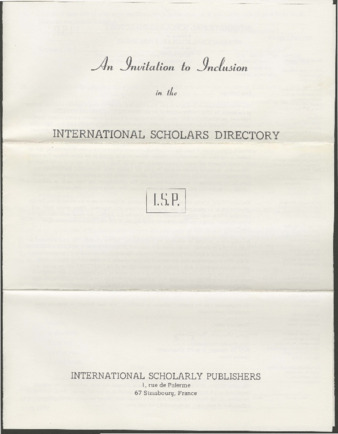 An Invitation to Inclusion
in the
INTERNATIONAL SCHOLARS DIRECTORY
I.S.P.
INTERNATIONAL SCHOLARLY PUBLISHERS
1, rue de Palerme
67 Strasbourg, France